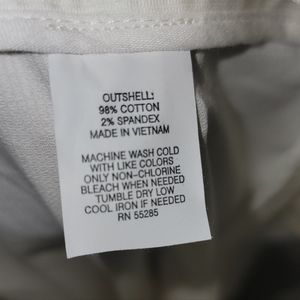 OUTSHELL:
98% COTTON
2% SPANDEX
MADE IN VIETNAM
MACHINE WASH COLD
WITH LIKE COLORS
ONLY NON-CHLORINE
BLEACH WHEN NEEDED
TUMBLE DRY LOW
COOL IRON IF NEEDED
RN 55285